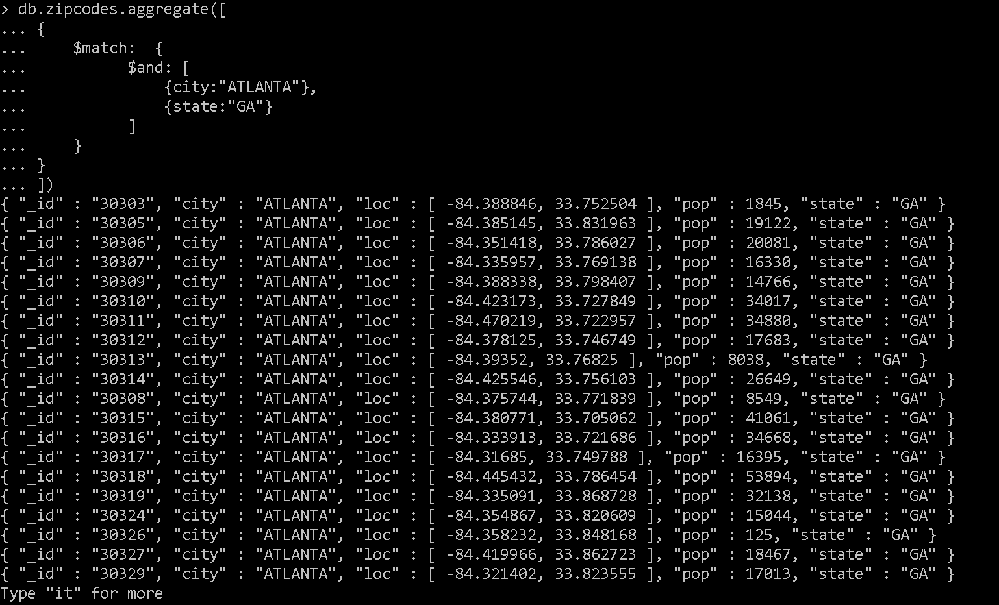 > db.zipcodes.aggregate([
... {
...      $match:  {
...            $and: [
...                {city:"ATLANTA"},
...                {state:"GA"}
...            ]
...      }
... }
... ])
{ "_id" : "30303", "city" : "ATLANTA", "loc" : [ -84.388846, 33.752504 ], "pop" : 1845, "state" : "GA" }
{ "_id" : "30305", "city" : "ATLANTA", "loc" : [ -84.385145, 33.831963 ], "pop" : 19122, "state" : "GA" }
{ "_id" : "30306", "city" : "ATLANTA", "loc" : [ -84.351418, 33.786027 ], "pop" : 20081, "state" : "GA" }
{ "_id" : "30307", "city" : "ATLANTA", "loc" : [ -84.335957, 33.769138 ], "pop" : 16330, "state" : "GA" }
{ "_id" : "30309", "city" : "ATLANTA", "loc" : [ -84.388338, 33.798407 ], "pop" : 14766, "state" : "GA" }
{ "_id" : "30310", "city" : "ATLANTA", "loc" : [ -84.423173, 33.727849 ], "pop" : 34017, "state" : "GA" }
{ "_id" : "30311", "city" : "ATLANTA", "loc" : [ -84.470219, 33.722957 ], "pop" : 34880, "state" : "GA" }
{ "_id" : "30312", "city" : "ATLANTA", "loc" : [ -84.378125, 33.746749 ], "pop" : 17683, "state" : "GA" }
{ "_id" : "30313", "city" : "ATLANTA", "loc" : [ -84.39352, 33.76825 ], "pop" : 8038, "state" : "GA" }
{ "_id" : "30314", "city" : "ATLANTA", "loc" : [ -84.425546, 33.756103 ], "pop" : 26649, "state" : "GA" }
{ "_id" : "30308", "city" : "ATLANTA", "loc" : [ -84.375744, 33.771839 ], "pop" : 8549, "state" : "GA" }
{ "_id" : "30315", "city" : "ATLANTA", "loc" : [ -84.380771, 33.705062 ], "pop" : 41061, "state" : "GA" }
{ "_id" : "30316", "city" : "ATLANTA", "loc" : [ -84.333913, 33.721686 ], "pop" : 34668, "state" : "GA" }
{ "_id" : "30317", "city" : "ATLANTA", "loc" : [ -84.31685, 33.749788 ], "pop" : 16395, "state" : "GA" }
{ "_id" : "30318", "city" : "ATLANTA", "loc" : [ -84.445432, 33.786454 ], "pop" : 53894, "state" : "GA" }
{ "_id" : "30319", "city" : "ATLANTA", "loc" : [ -84.335091, 33.868728 ], "pop" : 32138, "state" : "GA" }
{ "_id" : "30324", "city" : "ATLANTA", "loc" : [ -84.354867, 33.820609 ], "pop" : 15044, "state" : "GA" }
{ "_id" : "30326", "city" : "ATLANTA", "loc" : [ -84.358232, 33.848168 ], "pop" : 125, "state" : "GA" }
{ "_id" : "30327", "city" : "ATLANTA", "loc" : [ -84.419966, 33.862723 ], "pop" : 18467, "state" : "GA" }
{ "_id" : "30329", "city" : "ATLANTA", "loc" : [ -84.321402, 33.823555 ], "pop" : 17013, "state" : "GA" }
Type "it" for more